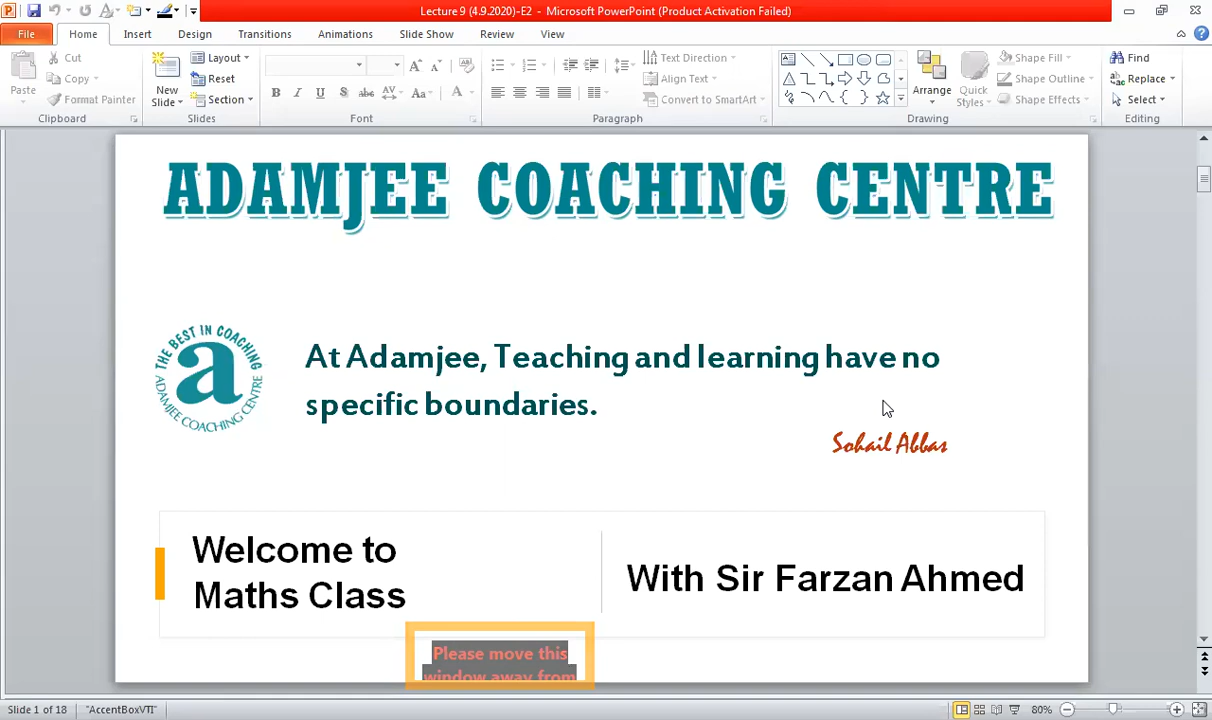 Lecture 9 (4.9.2020)-E2 - Microsoft PowerPoint (Product Activation Failed)
File Home Insert Design Transitions Animations Slide Show Review View
Paste
Cut
Copy
Format Painter
Clipboard
New Slide
Layout
Reset
Section
Slides
Font
Paragraph
Text Direction
Align Text
Convert to SmartArt
Arrange
Quick Styles
Shape Fill
Shape Outline
Shape Effects
Drawing
Find
Replace
Select
Editing
ADAMJEE COACHING CENTRE
THE BEST IN COACHING
a
ADAMJEE COACHING CENTRE
At Adamjee, Teaching and learning have no
specific boundaries.
Sohail Abbas
Welcome to
Maths Class
With Sir Farzan Ahmed
Please move this
window away from
Slide 1 of 18 "AccentBoxVTI" 80%